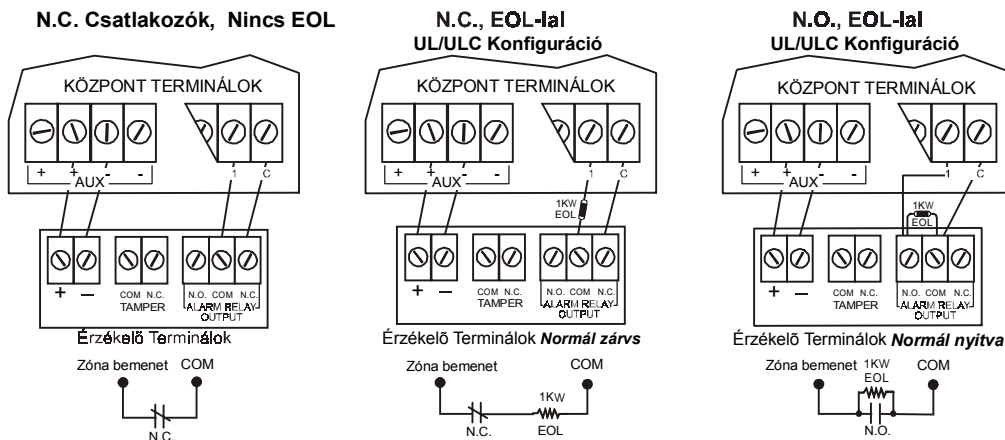 N.C. Csatlakozók, Nincs EOL
KÖZPONT TERMINÁLOK
+ + - -
AUX
1 C
+ –
COM N.C.
TAMPER
N.O. COM N.C.
ALARM RELAY
OUTPUT
Érzékelõ Terminálok
Zóna bemenet COM
N.C.
N.C., EOL-lal
UL/ULC Konfiguráció
KÖZPONT TERMINÁLOK
+ + - -
AUX
1 C
1KW
EOL
+ –
COM N.C.
TAMPER
N.O. COM N.C.
ALARM RELAY
OUTPUT
Érzékelõ Terminálok Normál zárvs
Zóna bemenet COM
1KW
N.C. EOL
N.O., EOL-lal
UL/ULC Konfiguráció
KÖZPONT TERMINÁLOK
+ + - -
AUX
1 C
1KW
EOL
+ –
COM N.C.
TAMPER
N.O. COM N.C.
ALARM RELAY
OUTPUT
Érzékelõ Terminálok Normál nyitva
Zóna bemenet 1KW COM
EOL
N.O.